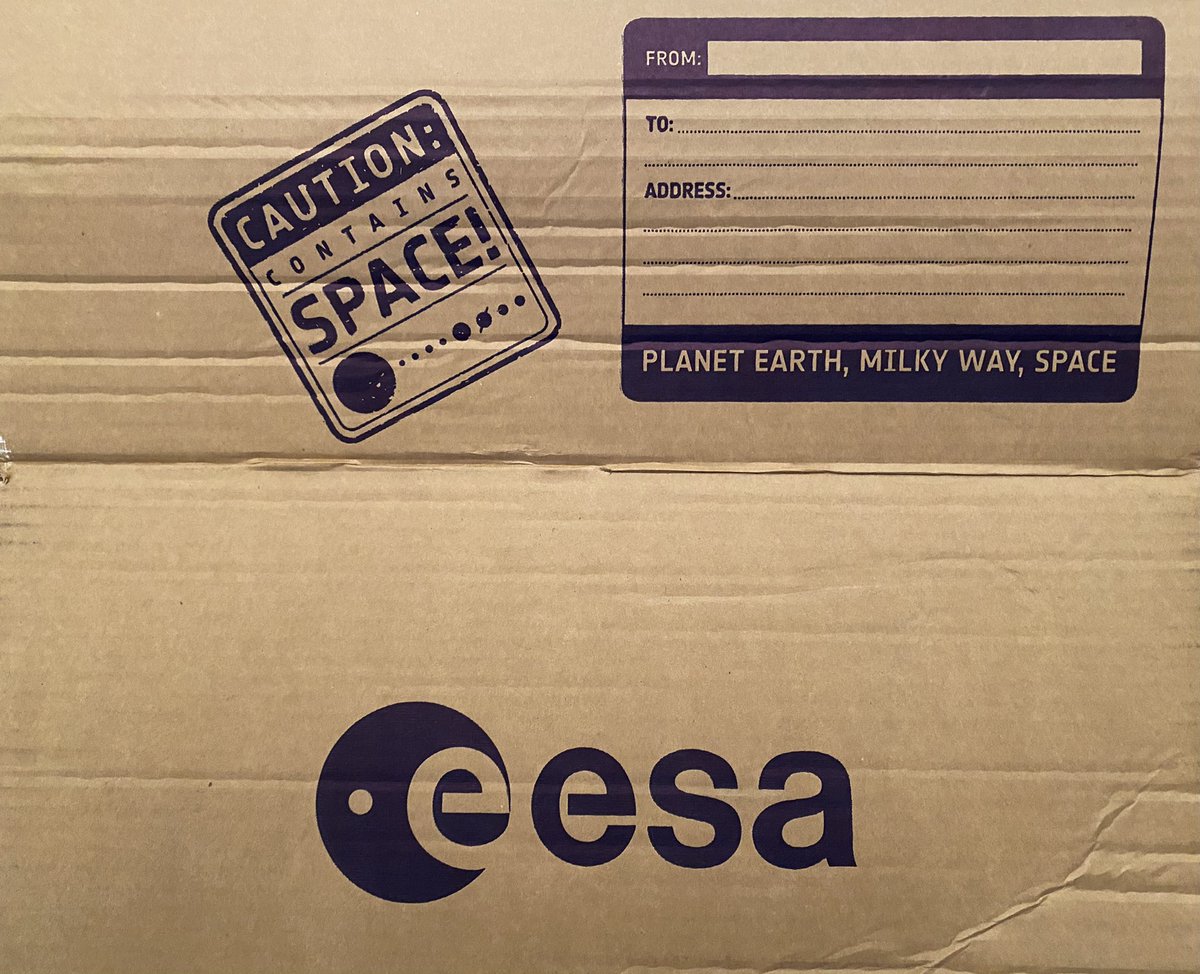 CAUTION:
CONTAINS
SPACE!
FROM:
TO:
ADDRESS:
PLANET EARTH, MILKY WAY, SPACE
e esa